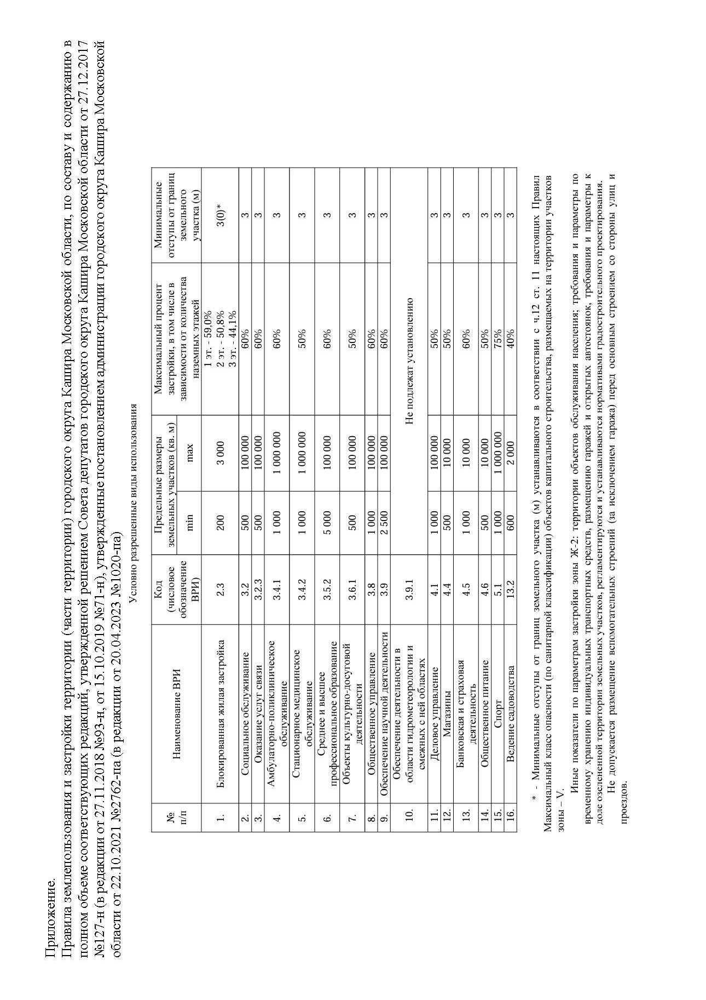 Приложение.
Правила землепользования и застройки территории (части территории) городского округа Кашира Московской области, по составу и содержанию в
полном объеме соответствующих редакций, утвержденной решением Совета депутатов городского округа Кашира Московской области от 27.12.2017
№127-н (в редакции от 27.11.2018 №93-н, от 15.10.2019 №71-н), утвержденные постановлением администрации городского округа Кашира Московской
области от 22.10.2021 №2762-па (в редакции от 20.04.2023 №1020-па)
Условно разрешенные виды использования
№ п/п Наименование ВРИ Код (числовое обозначение ВРИ) Предельные размеры земельных участков (кв. м) Максимальный процент застройки, в том числе в зависимости от количества наземных этажей Минимальные отступы от границ земельного участка (м)
min max
1. Блокированная жилая застройка 2.3 200 3 000 1 эт. - 59,0% 2 эт. - 50,8% 3 эт. - 44,1% 3(0)*
2. Социальное обслуживание 3.2 500 100 000 60% 3
3. Оказание услуг связи 3.2.3 500 100 000 60% 3
4. Амбулаторно-поликлиническое обслуживание 3.4.1 1 000 1 000 000 60% 3
5. Стационарное медицинское обслуживание 3.4.2 1 000 1 000 000 50% 3
6. Среднее и высшее профессиональное образование 3.5.2 5 000 100 000 60% 3
7. Объекты культурно-досуговой деятельности 3.6.1 500 100 000 50% 3
8. Общественное управление 3.8 1 000 100 000 60% 3
9. Обеспечение научной деятельности 3.9 2 500 100 000 60% 3
10. Обеспечение деятельности в области гидрометеорологии и смежных с ней областях 3.9.1 Не подлежат установлению
11. Деловое управление 4.1 1 000 100 000 50% 3
12. Магазины 4.4 500 10 000 50% 3
13. Банковская и страховая деятельность 4.5 1 000 10 000 60% 3
14. Общественное питание 4.6 500 10 000 50% 3
15. Спорт 5.1 1 000 1 000 000 75% 3
16. Ведение садоводства 13.2 600 2 000 40% 3
* - Минимальные отступы от границ земельного участка (м) устанавливаются в соответствии с ч.12 ст. 11 настоящих Правил
Максимальный класс опасности (по санитарной классификации) объектов капитального строительства, размещаемых на территории участков
зоны – V.
Иные показатели по параметрам застройки зоны Ж-2: территории объектов обслуживания населения; требования и параметры по
временному хранению индивидуальных транспортных средств, размещению гаражей и открытых автостоянок, требования и параметры к
доле озелененной территории земельных участков, регламентируются и устанавливаются нормативами градостроительного проектирования.
Не допускается размещение вспомогательных строений (за исключением гаража) перед основным строением со стороны улиц и
проездов.